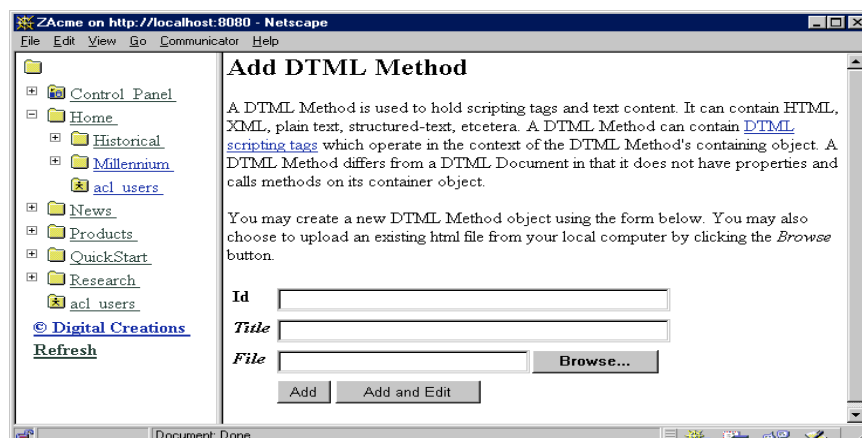 ZAcme on http://localhost:8080 - Netscape
File Edit View Go Communicator Help
Control_Panel
Home
Historical
Millennium
acl_users
News
Products
QuickStart
Research
acl_users
© Digital Creations
Refresh
Add DTML Method
A DTML Method is used to hold scripting tags and text content. It can contain HTML,
XML, plain text, structured-text, etcetera. A DTML Method can contain DTML
scripting tags which operate in the context of the DTML Method's containing object. A
DTML Method differs from a DTML Document in that it does not have properties and
calls methods on its container object.
You may create a new DTML Method object using the form below. You may also
choose to upload an existing html file from your local computer by clicking the Browse
button.
Id
Title
File Browse...
Add Add and Edit
Document: Done